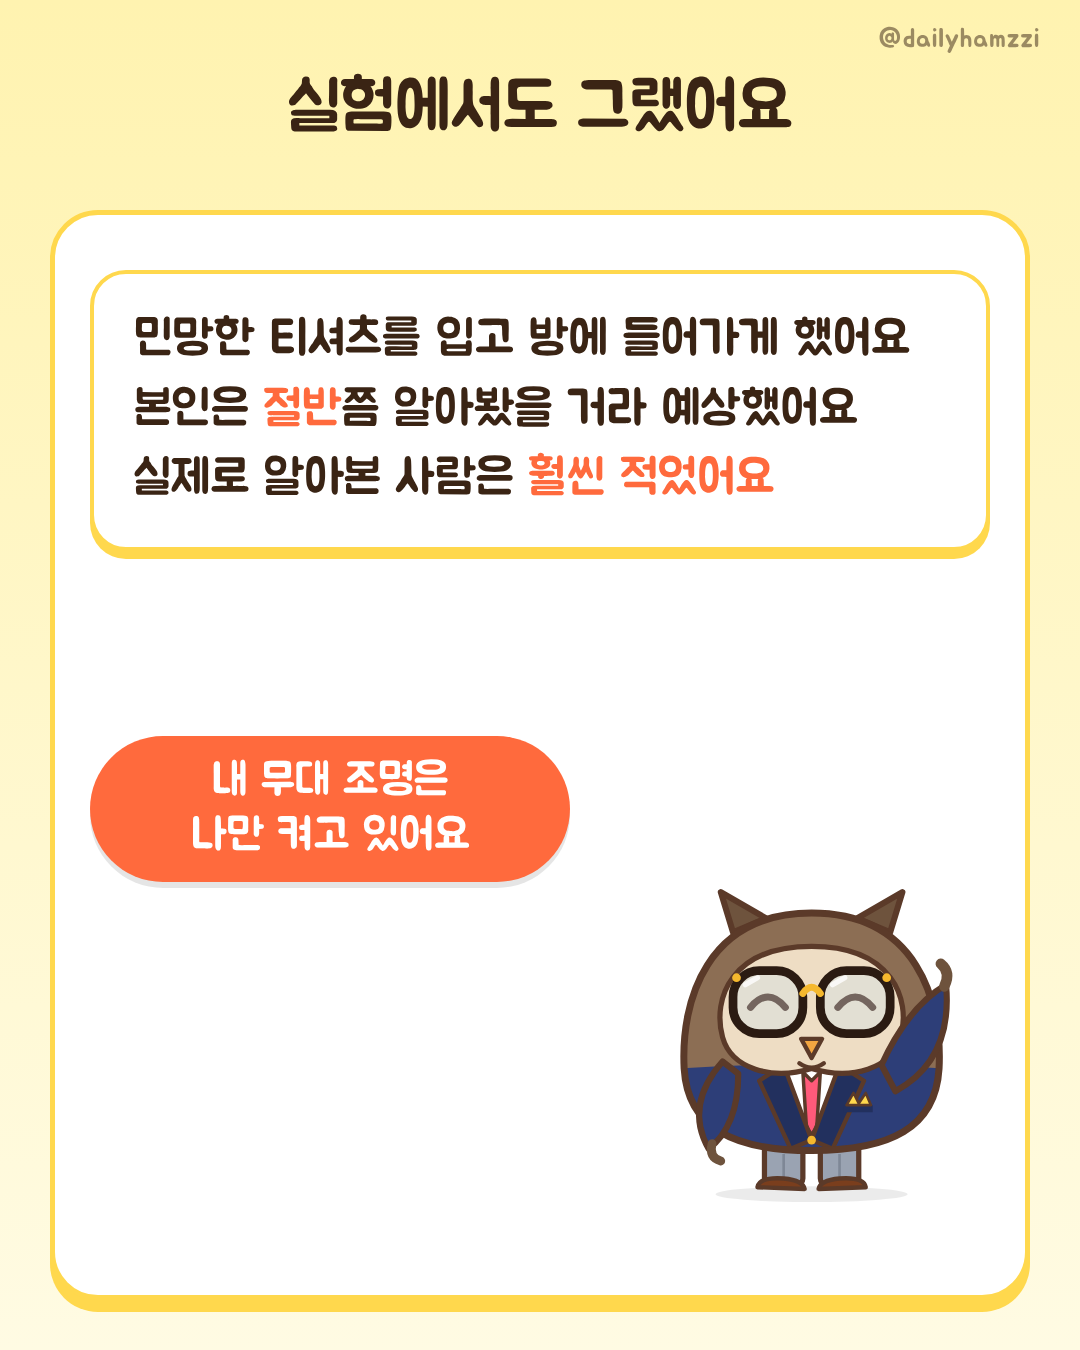 @dailyhamzzi
실험에서도 그랬어요
민망한 티셔츠를 입고 방에 들어가게 했어요
본인은 절반쯤 알아봤을 거라 예상했어요
실제로 알아본 사람은 훨씬 적었어요
내 무대 조명은
나만 켜고 있어요